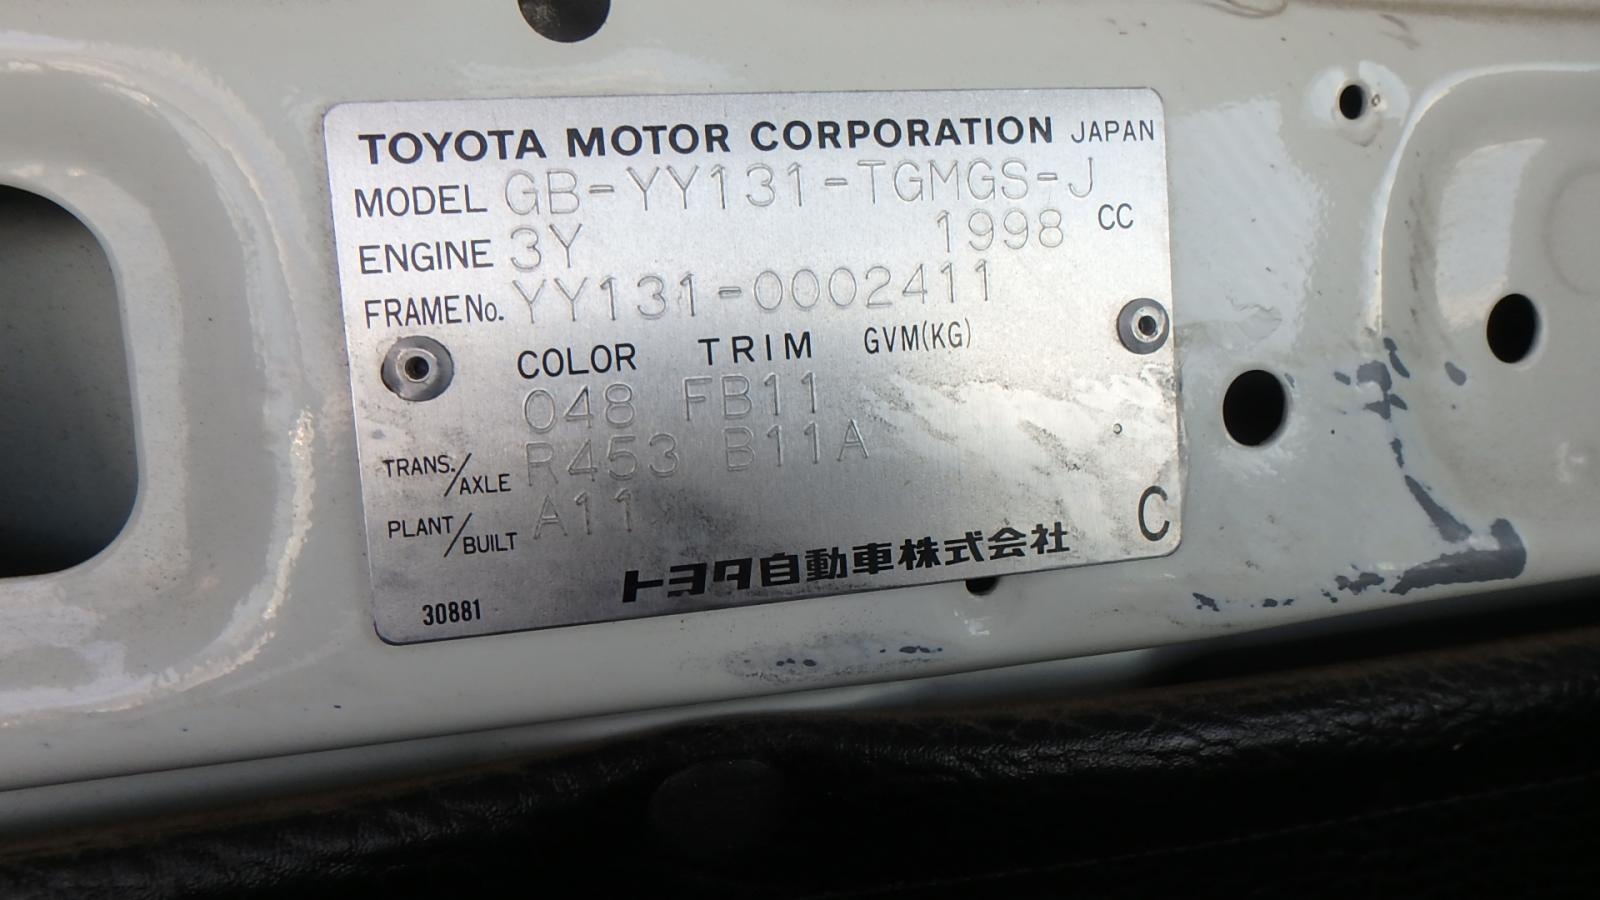 TOYOTA MOTOR CORPORATION JAPAN
MODEL GB-YY131-TGMGS-J
ENGINE 3Y 1998 CC
FRAME No. YY131-0002411
COLOR TRIM GVM(KG)
048 FB11
TRANS./AXLE R453 B11A
PLANT/BUILT A11
C
トヨタ自動車株式会社
30881